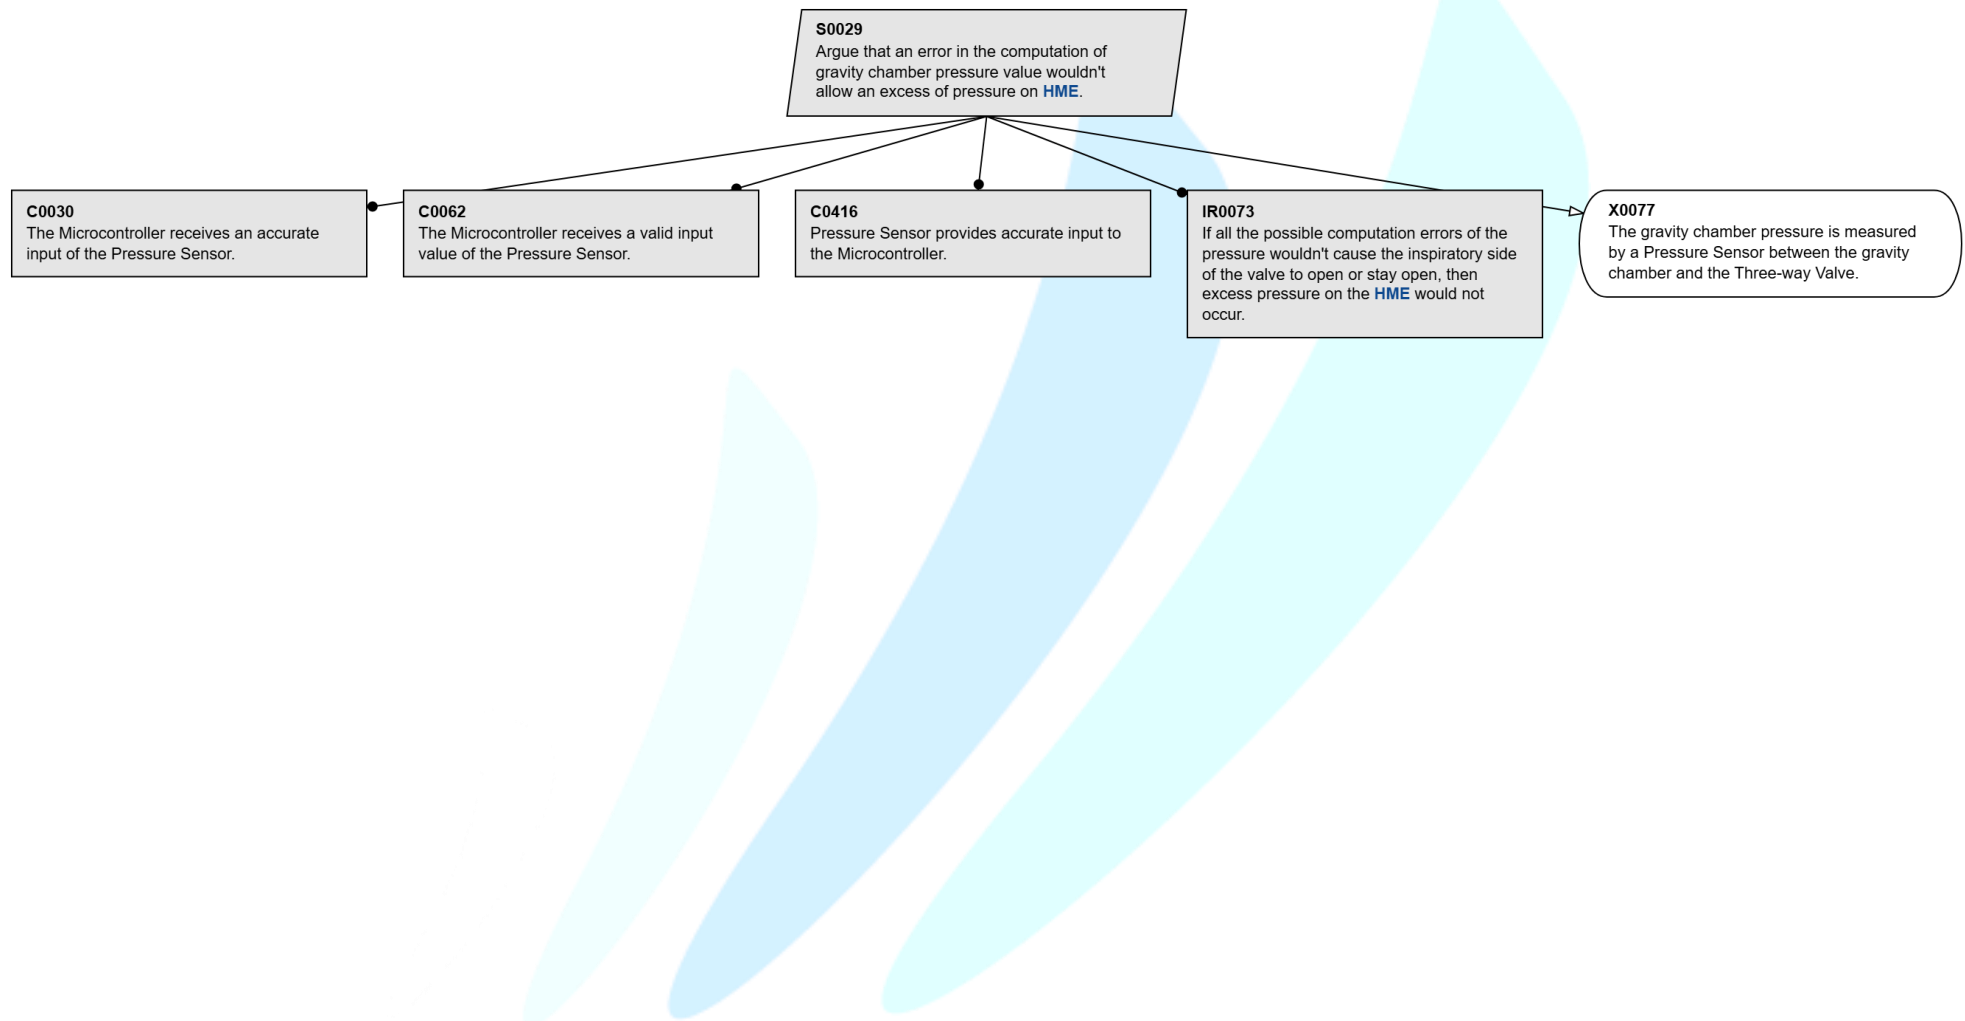 S0029
Argue that an error in the computation of
gravity chamber pressure value wouldn't
allow an excess of pressure on HME.
C0030
The Microcontroller receives an accurate
input of the Pressure Sensor.
C0062
The Microcontroller receives a valid input
value of the Pressure Sensor.
C0416
Pressure Sensor provides accurate input to
the Microcontroller.
IR0073
If all the possible computation errors of the
pressure wouldn't cause the inspiratory side
of the valve to open or stay open, then
excess pressure on the HME would not
occur.
X0077
The gravity chamber pressure is measured
by a Pressure Sensor between the gravity
chamber and the Three-way Valve.